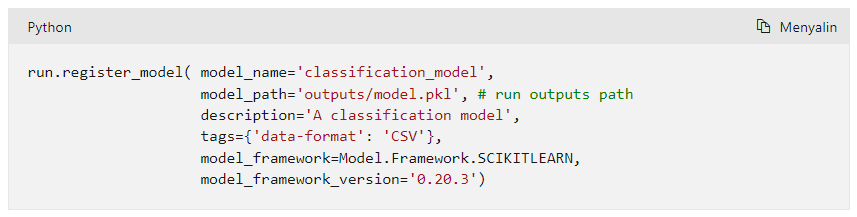 Python
Menyalin
run.register_model( model_name='classification_model',
                    model_path='outputs/model.pkl', # run outputs path
                    description='A classification model',
                    tags={'data-format': 'CSV'},
                    model_framework=Model.Framework.SCIKITLEARN,
                    model_framework_version='0.20.3')